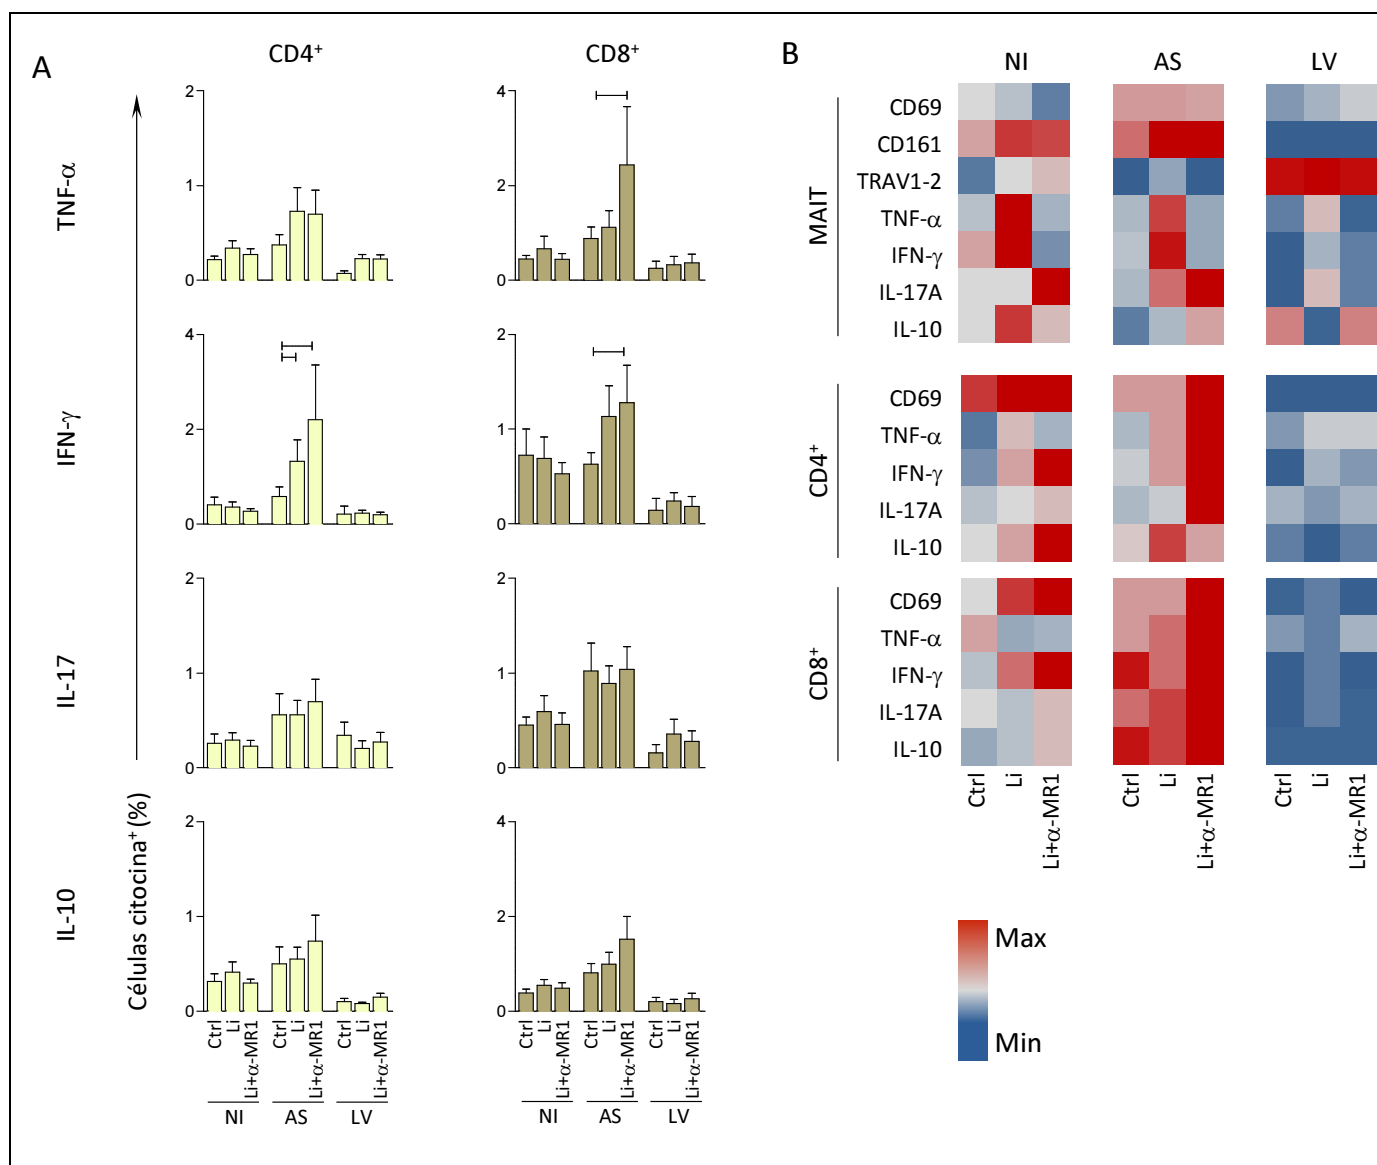 A
CD4⁺
CD8⁺
TNF-α
2
1
0
4
2
0
IFN-γ
4
2
0
2
1
0
IL-17
2
1
0
2
1
0
IL-10
2
1
0
4
2
0
Células citocina⁺ (%)
Ctrl
Li
Li+α-MR1
Ctrl
Li
Li+α-MR1
Ctrl
Li
Li+α-MR1
NI
AS
LV
Ctrl
Li
Li+α-MR1
Ctrl
Li
Li+α-MR1
Ctrl
Li
Li+α-MR1
NI
AS
LV
B
NI
AS
LV
MAIT
CD69
CD161
TRAV1-2
TNF-α
IFN-γ
IL-17A
IL-10
CD4⁺
CD69
TNF-α
IFN-γ
IL-17A
IL-10
CD8⁺
CD69
TNF-α
IFN-γ
IL-17A
IL-10
Ctrl
Li
Li+α-MR1
Ctrl
Li
Li+α-MR1
Ctrl
Li
Li+α-MR1
Max
Min